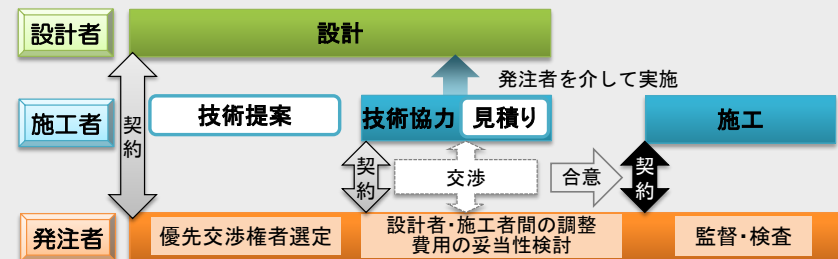 設計者
設計
発注者を介して実施
施工者
契約
技術提案
技術協力
見積り
施工
契約
交渉
合意
契約
発注者
優先交渉権者選定
設計者・施工者間の調整
費用の妥当性検討
監督・検査